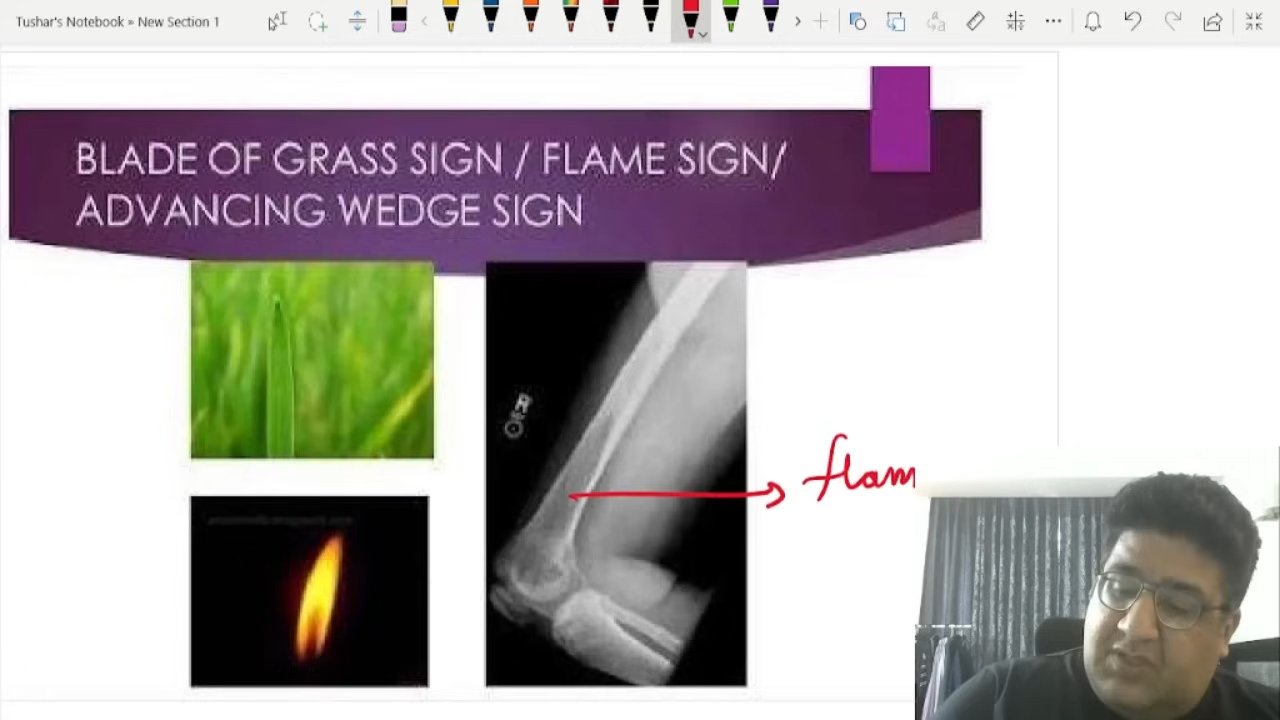 Tushar's Notebook » New Section 1
BLADE OF GRASS SIGN / FLAME SIGN/
ADVANCING WEDGE SIGN
R
flam